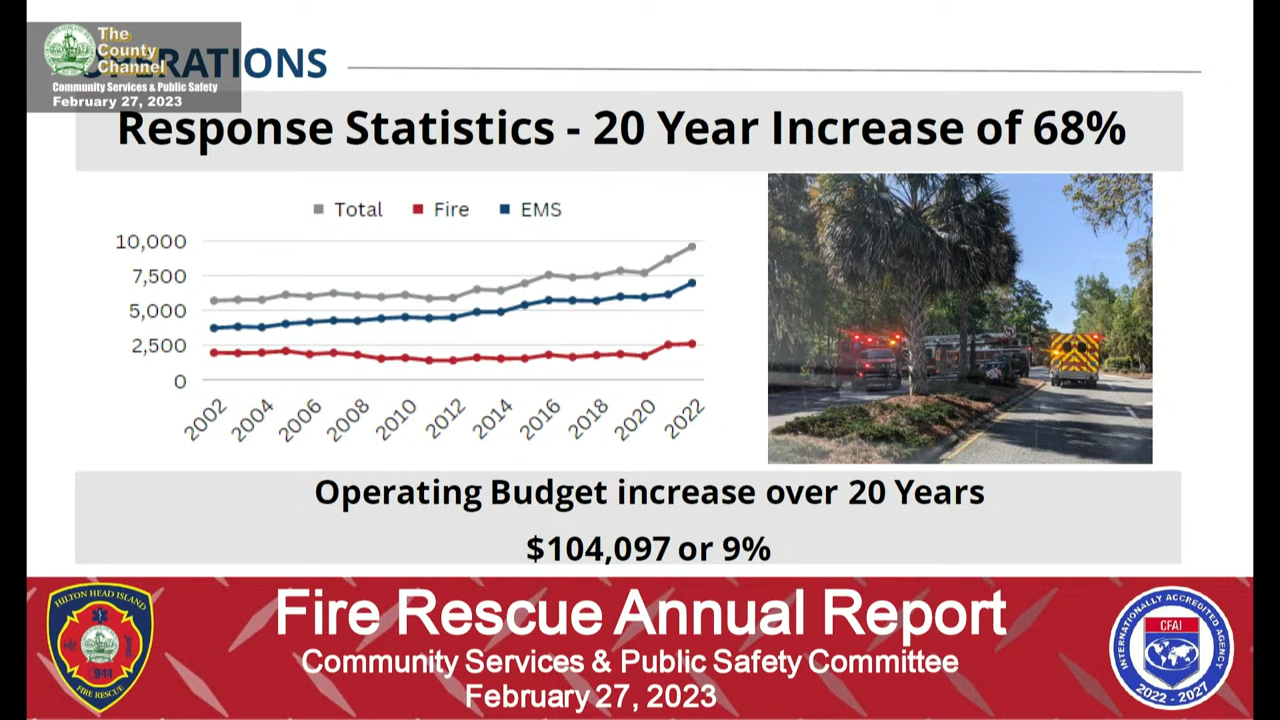 The
County
Channel
Community Services & Public Safety
February 27, 2023
OPERATIONS
Response Statistics - 20 Year Increase of 68%
Total Fire EMS
10,000
7,500
5,000
2,500
0
2002 2004 2006 2008 2010 2012 2014 2016 2018 2020 2022
Operating Budget increase over 20 Years
$104,097 or 9%
Fire Rescue Annual Report
Community Services & Public Safety Committee
February 27, 2023
HILTON HEAD ISLAND
911
FIRE RESCUE
INTERNATIONALLY ACCREDITED AGENCY
CFAI
2022 - 2027